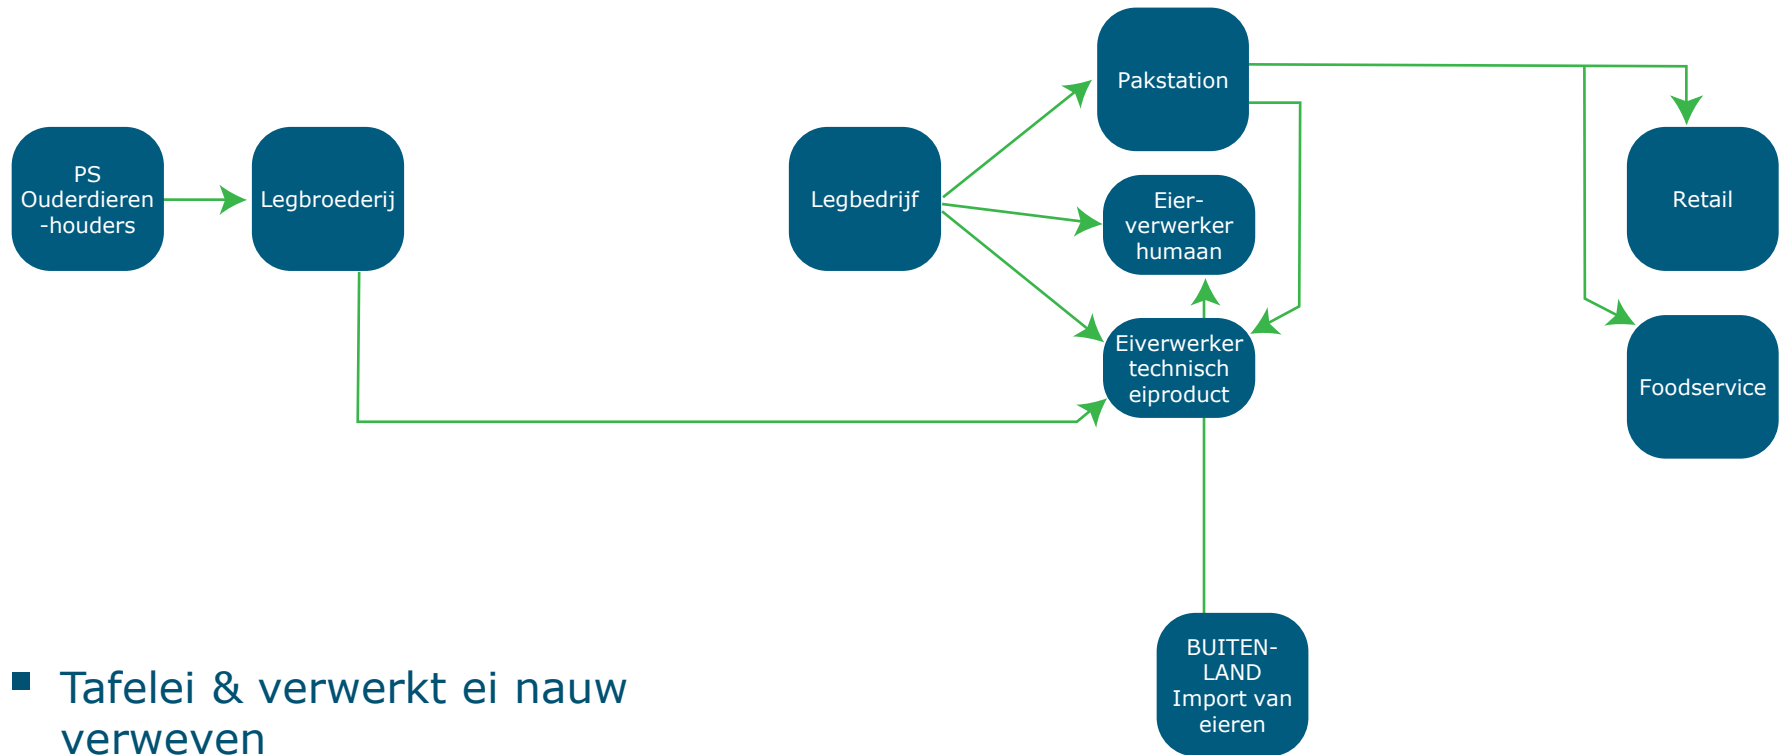 PS
Ouderdieren
-houders
Legbroederij
Legbedrijf
Pakstation
Eier-
verwerker
humaan
Eiverwerker
technisch
eiproduct
Retail
Foodservice
BUITEN-
LAND
Import van
eieren
▪ Tafelei & verwerkt ei nauw
verweven